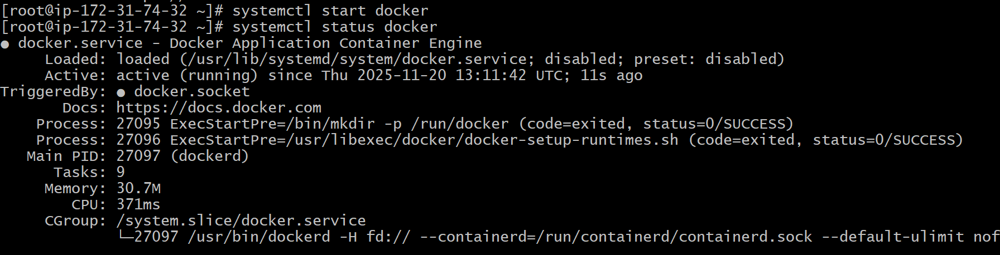 [root@ip-172-31-74-32 ~]# systemctl start docker
[root@ip-172-31-74-32 ~]# systemctl status docker
● docker.service - Docker Application Container Engine
     Loaded: loaded (/usr/lib/systemd/system/docker.service; disabled; preset: disabled)
     Active: active (running) since Thu 2025-11-20 13:11:42 UTC; 11s ago
TriggeredBy: ● docker.socket
       Docs: https://docs.docker.com
    Process: 27095 ExecStartPre=/bin/mkdir -p /run/docker (code=exited, status=0/SUCCESS)
    Process: 27096 ExecStartPre=/usr/libexec/docker/docker-setup-runtimes.sh (code=exited, status=0/SUCCESS)
   Main PID: 27097 (dockerd)
      Tasks: 9
     Memory: 30.7M
        CPU: 371ms
     CGroup: /system.slice/docker.service
             └─27097 /usr/bin/dockerd -H fd:// --containerd=/run/containerd/containerd.sock --default-ulimit nof